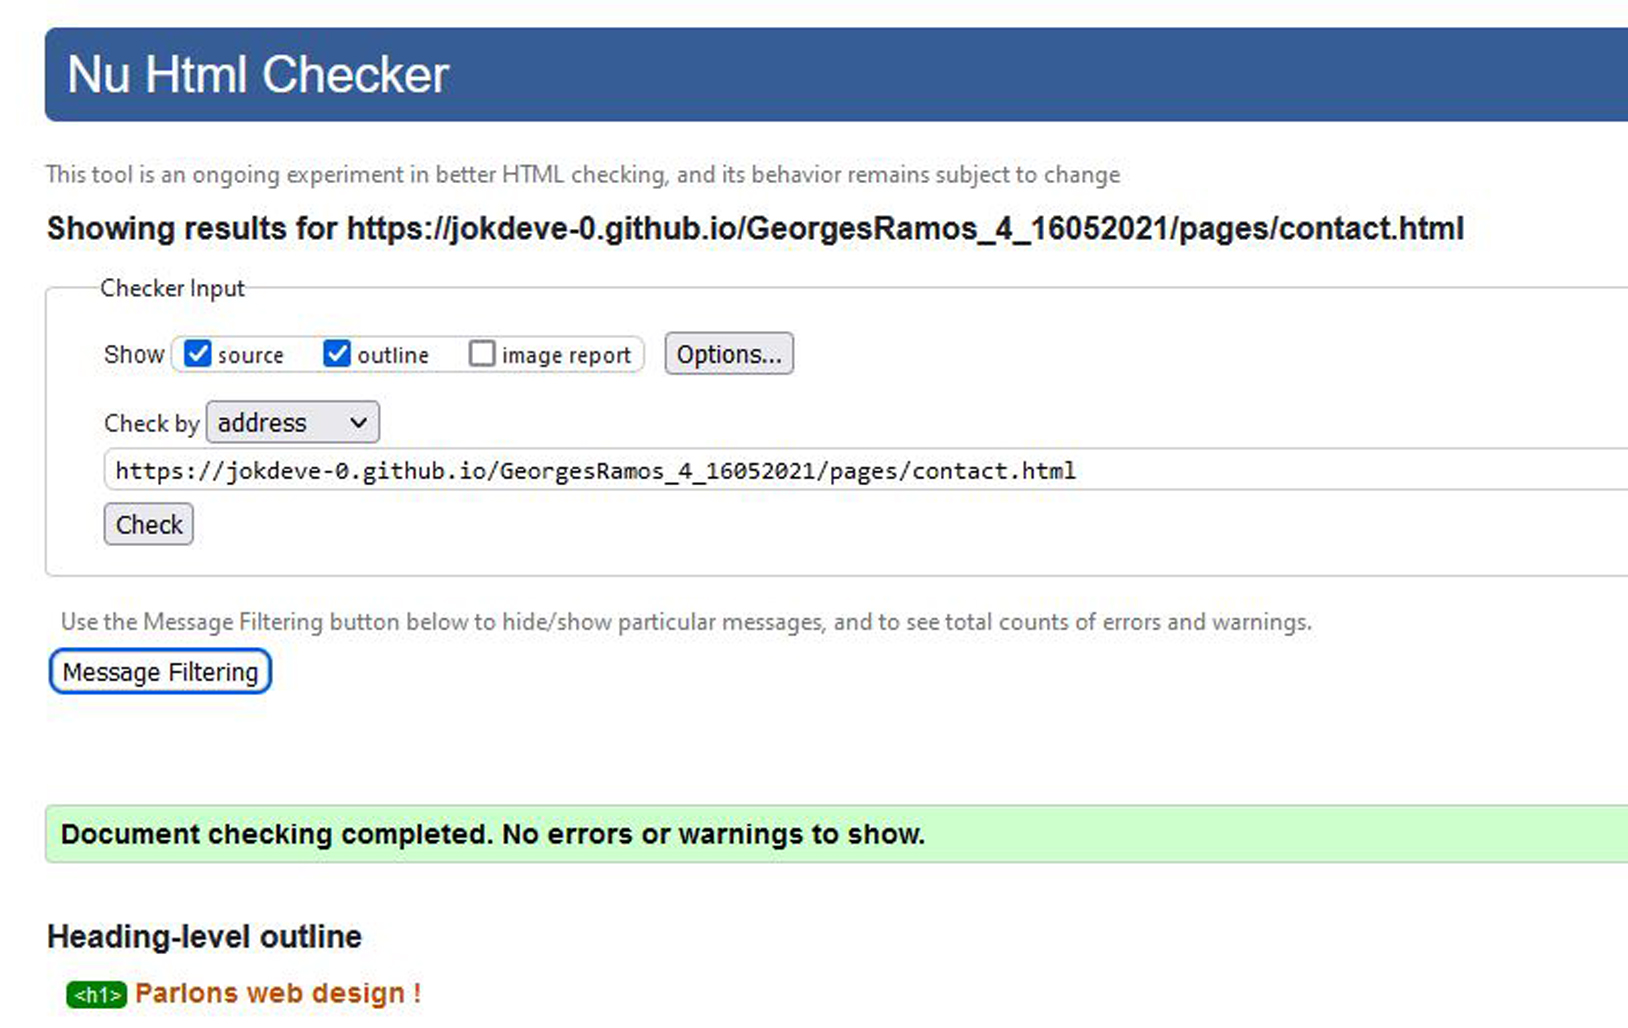 Nu Html Checker
This tool is an ongoing experiment in better HTML checking, and its behavior remains subject to change
Showing results for https://jokdeve-0.github.io/GeorgesRamos_4_16052021/pages/contact.html
Checker Input
Show source outline image report Options...
Check by address
https://jokdeve-0.github.io/GeorgesRamos_4_16052021/pages/contact.html
Check
Use the Message Filtering button below to hide/show particular messages, and to see total counts of errors and warnings.
Message Filtering
Document checking completed. No errors or warnings to show.
Heading-level outline
<h1> Parlons web design !